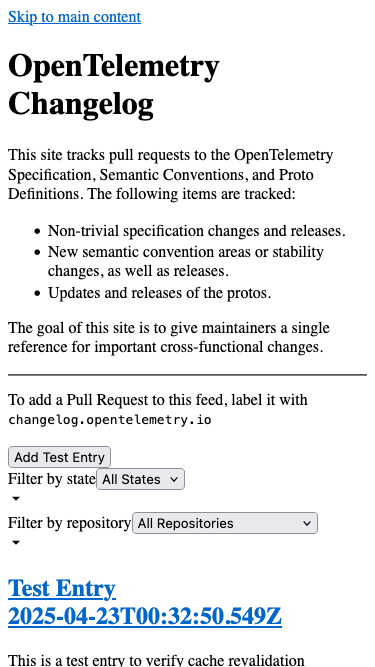 Skip to main content
OpenTelemetry
Changelog
This site tracks pull requests to the OpenTelemetry
Specification, Semantic Conventions, and Proto
Definitions. The following items are tracked:
• Non-trivial specification changes and releases.
• New semantic convention areas or stability
changes, as well as releases.
• Updates and releases of the protos.
The goal of this site is to give maintainers a single
reference for important cross-functional changes.
To add a Pull Request to this feed, label it with
changelog.opentelemetry.io
Add Test Entry
Filter by state All States
Filter by repository All Repositories
Test Entry
2025-04-23T00:32:50.549Z
This is a test entry to verify cache revalidation